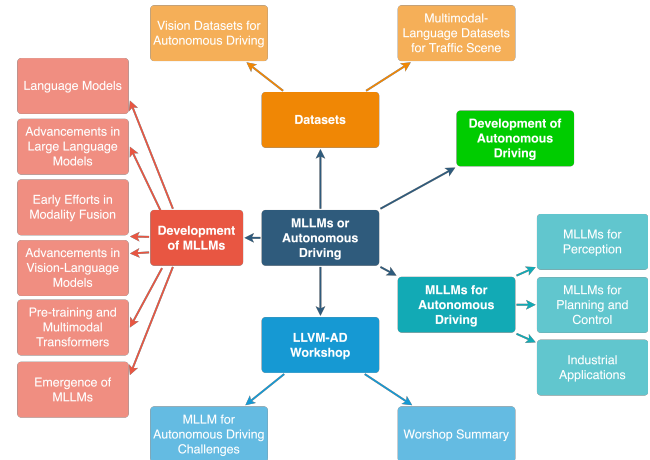 Vision Datasets for
Autonomous Driving
Multimodal-
Language Datasets
for Traffic Scene
Language Models
Datasets
Development of
Autonomous
Driving
Advancements in
Large Language
Models
Early Efforts in
Modality Fusion
Development
of MLLMs
MLLMs or
Autonomous
Driving
MLLMs for
Perception
Advancements in
Vision-Language
Models
MLLMs for
Autonomous
Driving
MLLMs for
Planning and
Control
Pre-training and
Multimodal
Transformers
LLVM-AD
Workshop
Industrial
Applications
Emergence of
MLLMs
MLLM for
Autonomous Driving
Challenges
Worshop Summary